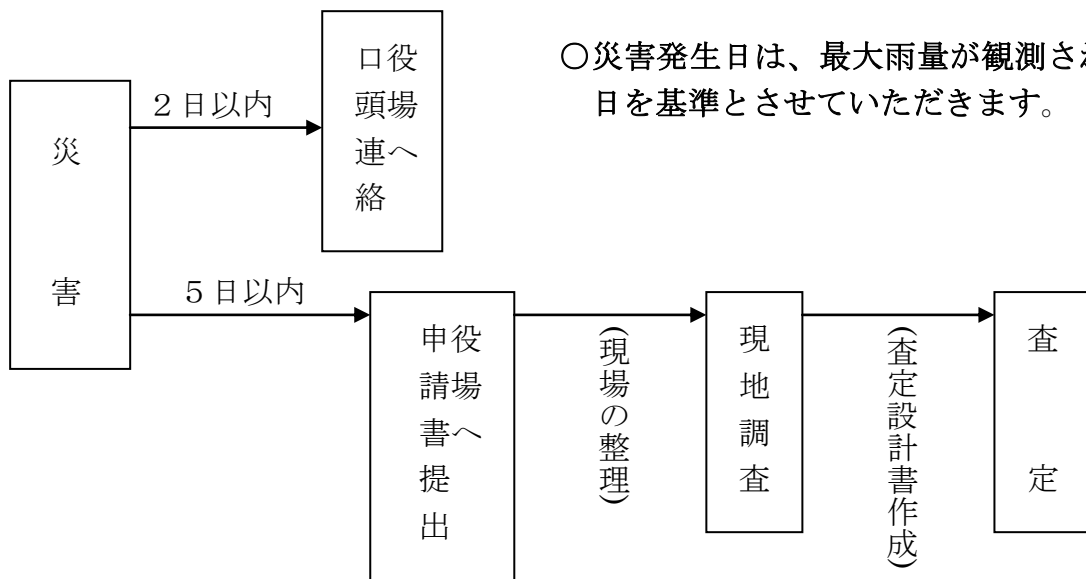 災害
2日以内
役場へ
口頭連絡
○災害発生日は、最大雨量が観測さ
日を基準とさせていただきます。
5日以内
役場へ
申請書提出
(現場の整理)
現地調査
(査定設計書作成)
査定